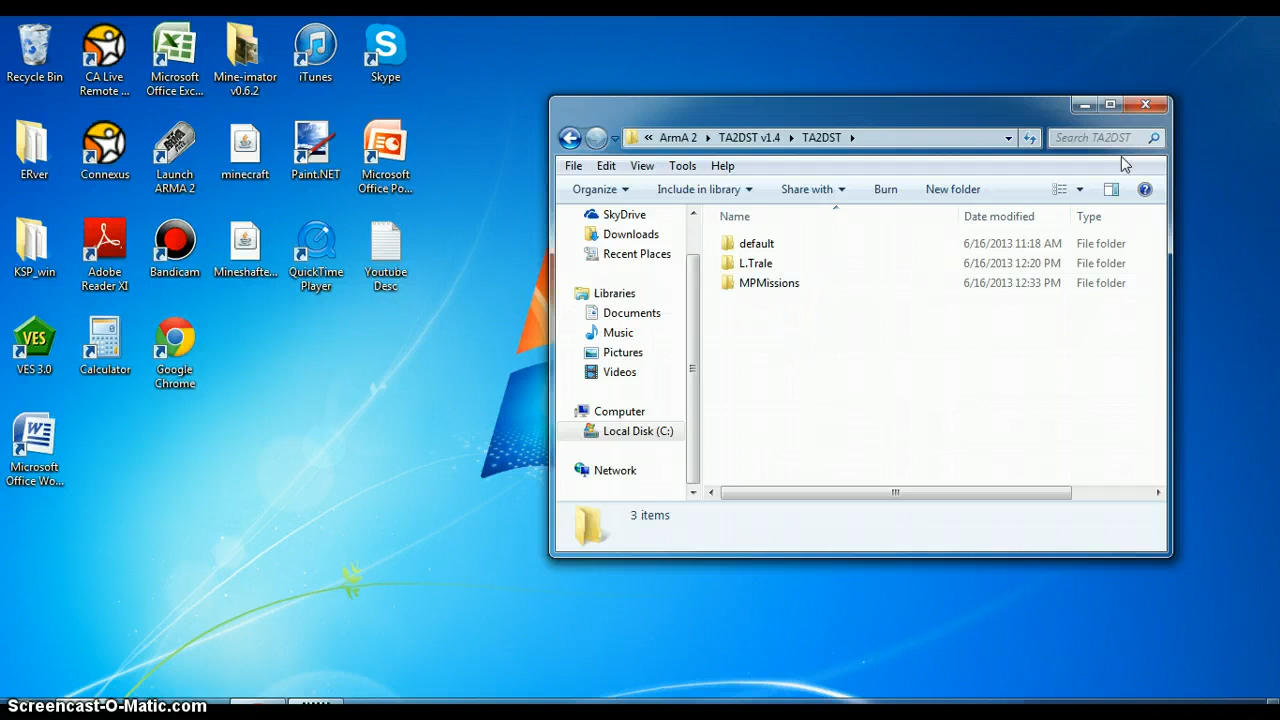 Recycle Bin
CA Live
Remote ...
Microsoft
Office Exc...
Mine-imator
v0.6.2
iTunes
Skype
ERver
Connexus
Launch
ARMA 2
minecraft
Paint.NET
Microsoft
Office Po...
KSP_win
Adobe
Reader XI
Bandicam
Mineshafte...
QuickTime
Player
Youtube
Desc
VES
VES 3.0
Calculator
Google
Chrome
Microsoft
Office Wo...
« ArmA 2 TA2DST v1.4 TA2DST
Search TA2DST
File Edit View Tools Help
Organize Include in library Share with Burn New folder
SkyDrive
Downloads
Recent Places
Libraries
Documents
Music
Pictures
Videos
Computer
Local Disk (C:)
Network
Name Date modified Type
default 6/16/2013 11:18 AM File folder
L.Trale 6/16/2013 12:20 PM File folder
MPMissions 6/16/2013 12:33 PM File folder
3 items
Screencast-O-Matic.com